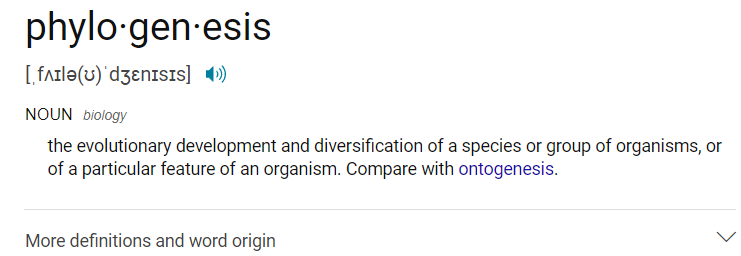 phylo·gen·esis
[ˌfʌɪlə(ʊ)ˈdʒɛnɪsɪs]
NOUN biology
the evolutionary development and diversification of a species or group of organisms, or
of a particular feature of an organism. Compare with ontogenesis.
More definitions and word origin